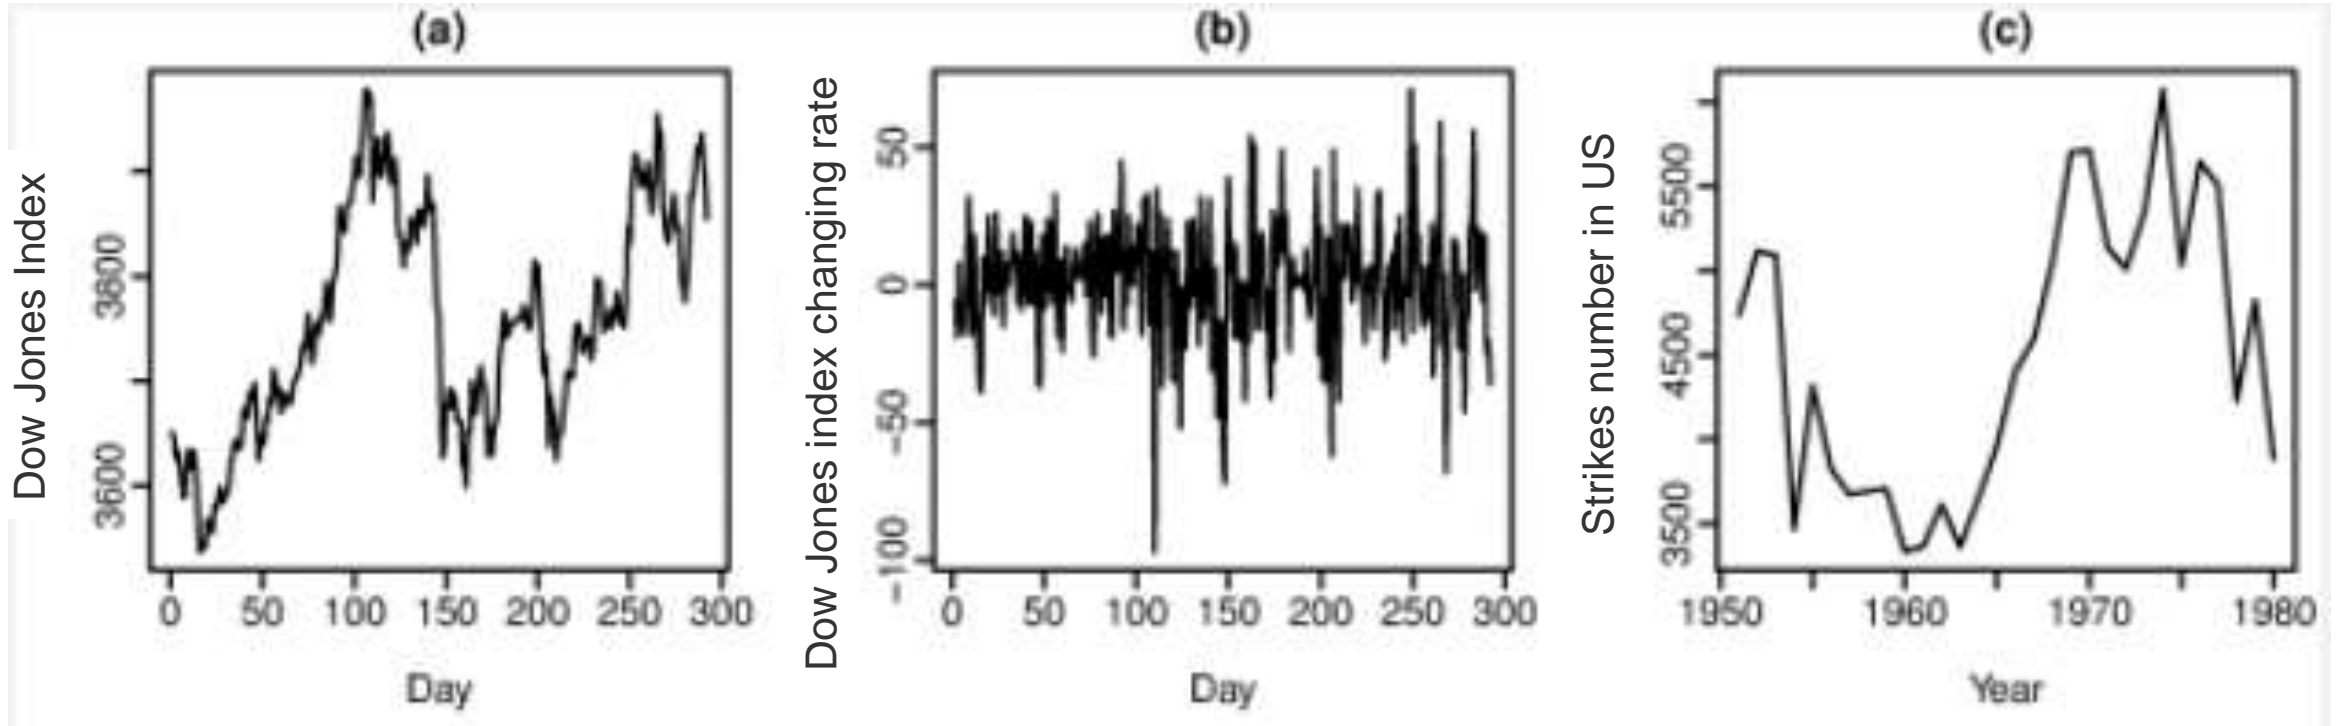 (a)
Dow Jones Index
3800
3600
0 50 100 150 200 250 300
Day
(b)
Dow Jones index changing rate
50
0
-50
-100
0 50 100 150 200 250 300
Day
(c)
Strikes number in US
5500
4500
3500
1950 1960 1970 1980
Year